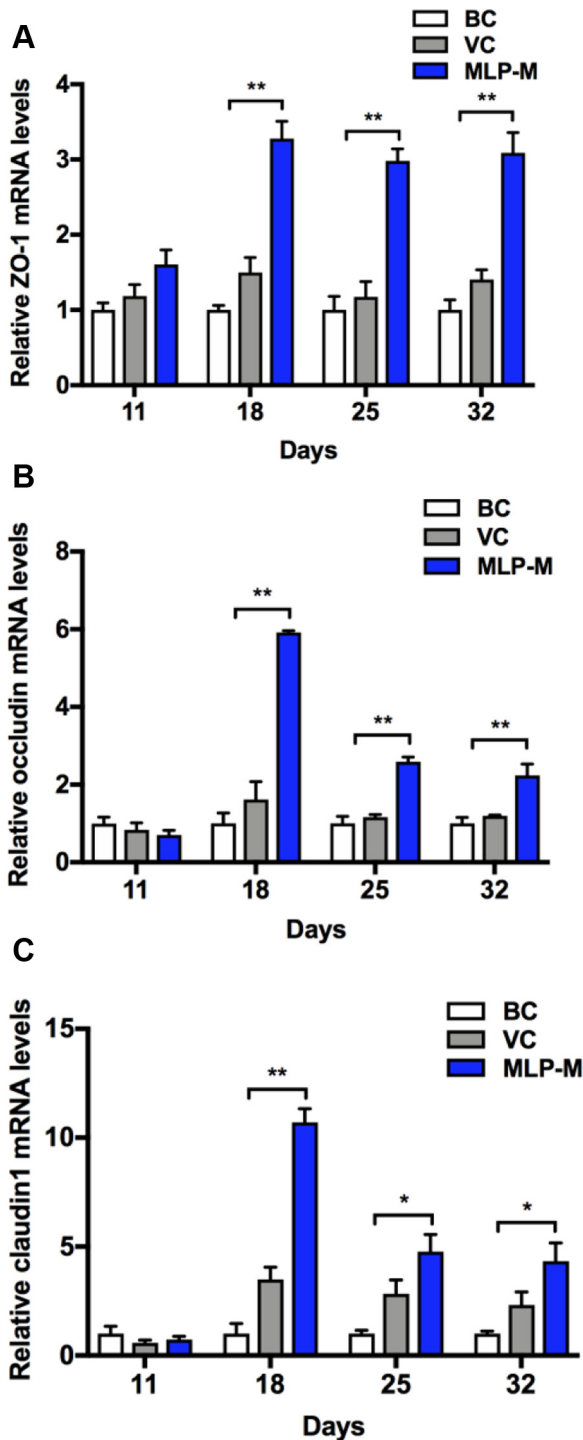 A
BC
VC
MLP-M
Relative ZO-1 mRNA levels
4
3
2
1
0
**
**
**
11 18 25 32
Days
B
BC
VC
MLP-M
Relative occludin mRNA levels
8
6
4
2
0
**
**
**
11 18 25 32
Days
C
BC
VC
MLP-M
Relative claudin1 mRNA levels
15
10
5
0
**
*
*
11 18 25 32
Days